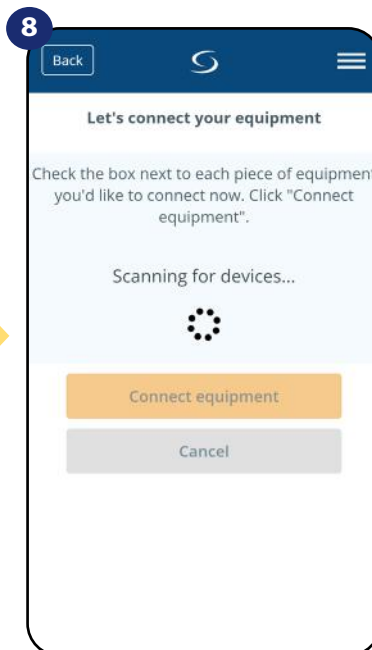 8
Back
Let's connect your equipment
Check the box next to each piece of equipment
you'd like to connect now. Click "Connect
equipment".
Scanning for devices...
Connect equipment
Cancel